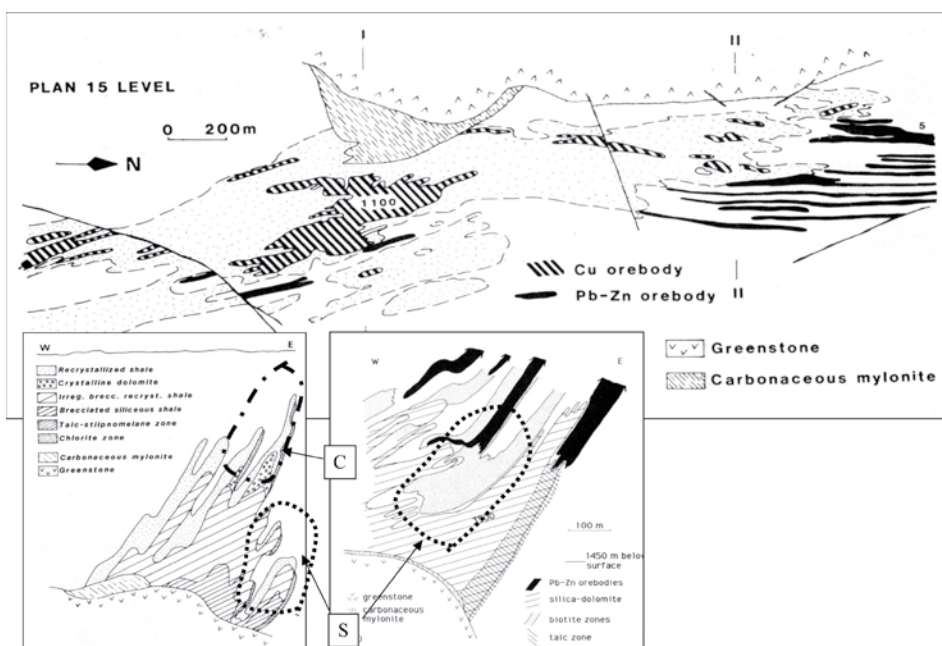 I
II
PLAN 15 LEVEL
0 200m
N
5
1100
Cu orebody
Pb-Zn orebody II
Greenstone
Carbonaceous mylonite
W E
Recrystallized shale
Crystalline dolomite
Irreg. brecc. recryst. shale
Brecciated siliceous shale
Talc-stilpnomelane zone
Chlorite zone
Carbonaceous mylonite
Greenstone
C
S
W E
100 m
1450 m below
surface
Pb-Zn orebodies
silica-dolomite
biotite zones
talc zone
greenstone
carbonaceous
mylonite